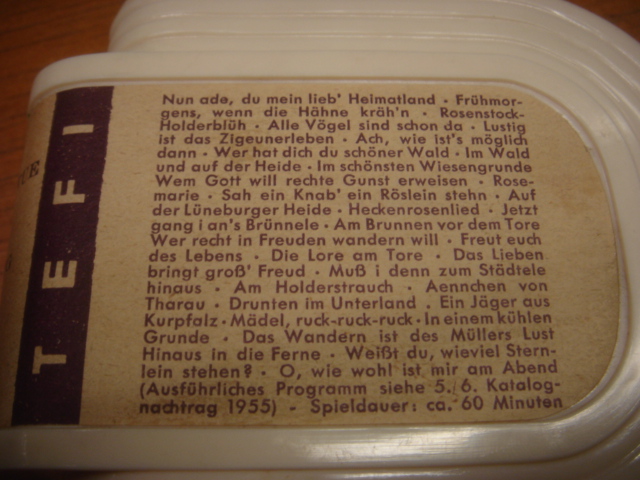 Nun ade, du mein lieb' Heimatland · Frühmor-
gens, wenn die Hähne kräh'n · Rosenstock-
Holderblüh · Alle Vögel sind schon da · Lustig
ist das Zigeunerleben · Ach, wie ist's möglich
dann · Wer hat dich du schöner Wald · Im Wald
und auf der Heide · Im schönsten Wiesengrunde
Wem Gott will rechte Gunst erweisen · Rose-
marie · Sah ein Knab' ein Röslein stehn · Auf
der Lüneburger Heide · Heckenrosenlied · Jetzt
gang i an's Brünnele · Am Brunnen vor dem Tore
Wer recht in Freuden wandern will · Freut euch
des Lebens · Die Lore am Tore · Das Lieben
bringt groß' Freud · Muß i denn zum Städtele
hinaus · Am Holderstrauch · Aennchen von
Tharau · Drunten im Unterland . Ein Jäger aus
Kurpfalz · Mädel, ruck-ruck-ruck · In einem kühlen
Grunde · Das Wandern ist des Müllers Lust
Hinaus in die Ferne · Weißt du, wieviel Stern-
lein stehen? · O, wie wohl ist mir am Abend
(Ausführliches Programm siehe 5./6. Katalog-
nachtrag 1955) - Spieldauer: ca. 60 Minuten
TEFI